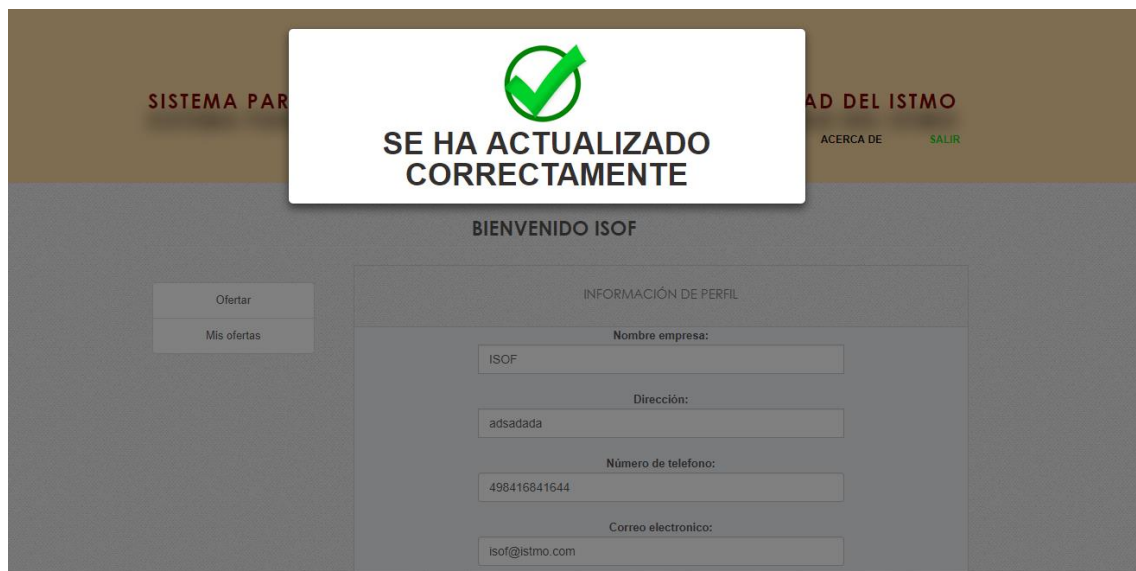 SISTEMA PAR
AD DEL ISTMO
SE HA ACTUALIZADO
CORRECTAMENTE
ACERCA DE
SALIR
BIENVENIDO ISOF
Ofertar
Mis ofertas
INFORMACIÓN DE PERFIL
Nombre empresa:
ISOF
Dirección:
adsadada
Número de telefono:
498416841644
Correo electronico:
isof@istmo.com